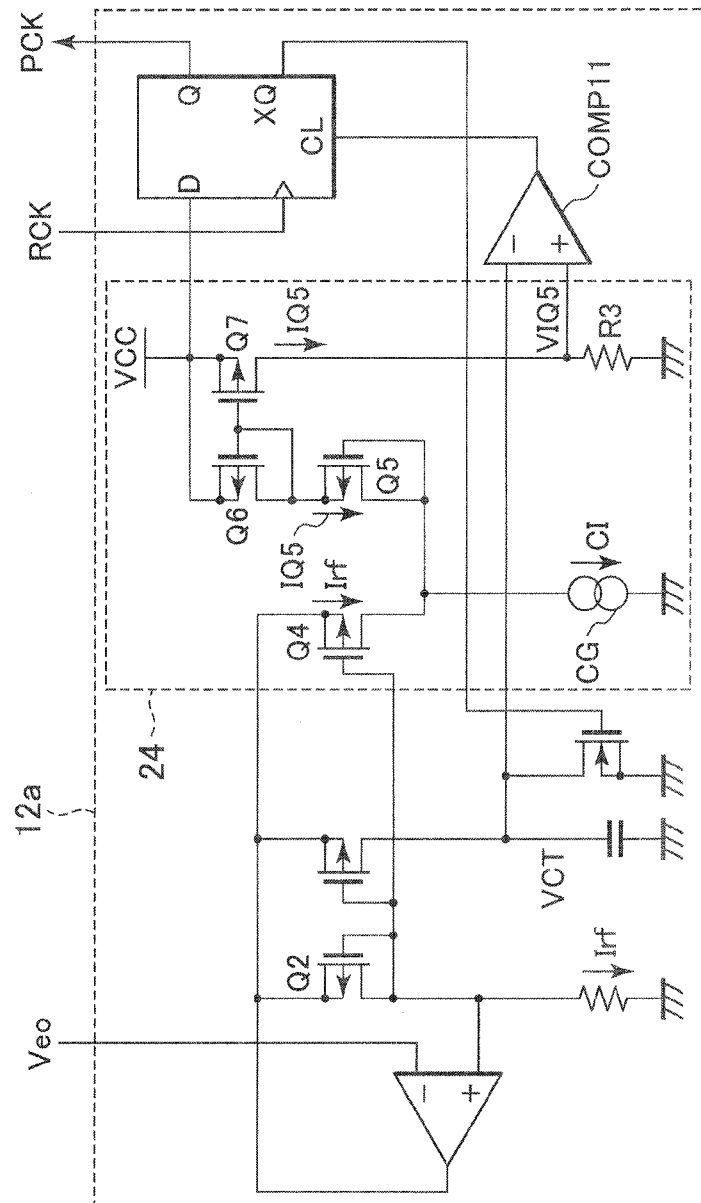 12a
24
Veo
VCC
RCK
PCK
D
Q
XQ
CL
Q6
Q7
IQ5
IQ5
Q5
Irf
Q4
Q2
VIQ5
−
+
COMP11
R3
CI
CG
VCT
Irf
−
+